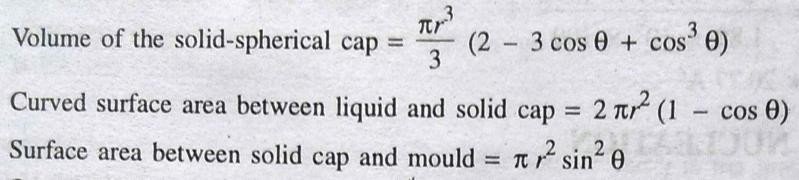 Volume of the solid-spherical cap = πr³/3 (2 – 3 cos θ + cos³ θ)
Curved surface area between liquid and solid cap = 2 πr² (1 – cos θ)
Surface area between solid cap and mould = π r² sin² θ